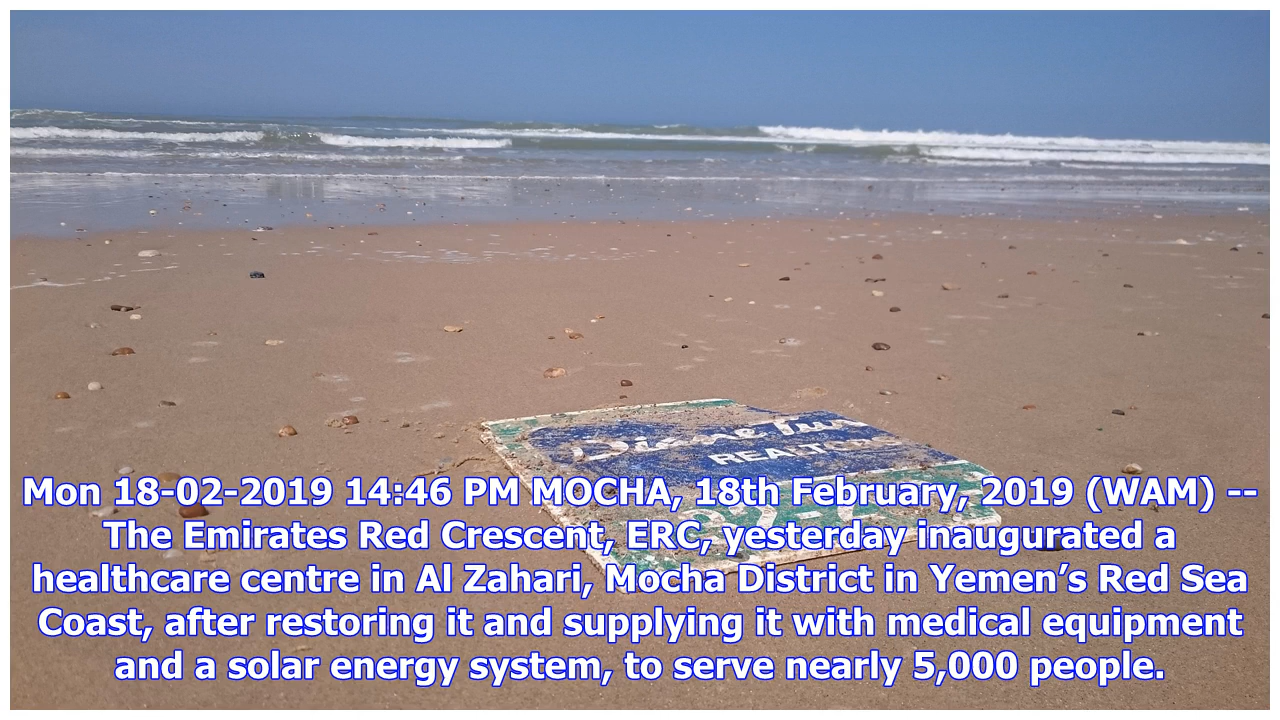 REALTORS
Mon 18-02-2019 14:46 PM MOCHA, 18th February, 2019 (WAM) --
The Emirates Red Crescent, ERC, yesterday inaugurated a
healthcare centre in Al Zahari, Mocha District in Yemen’s Red Sea
Coast, after restoring it and supplying it with medical equipment
and a solar energy system, to serve nearly 5,000 people.